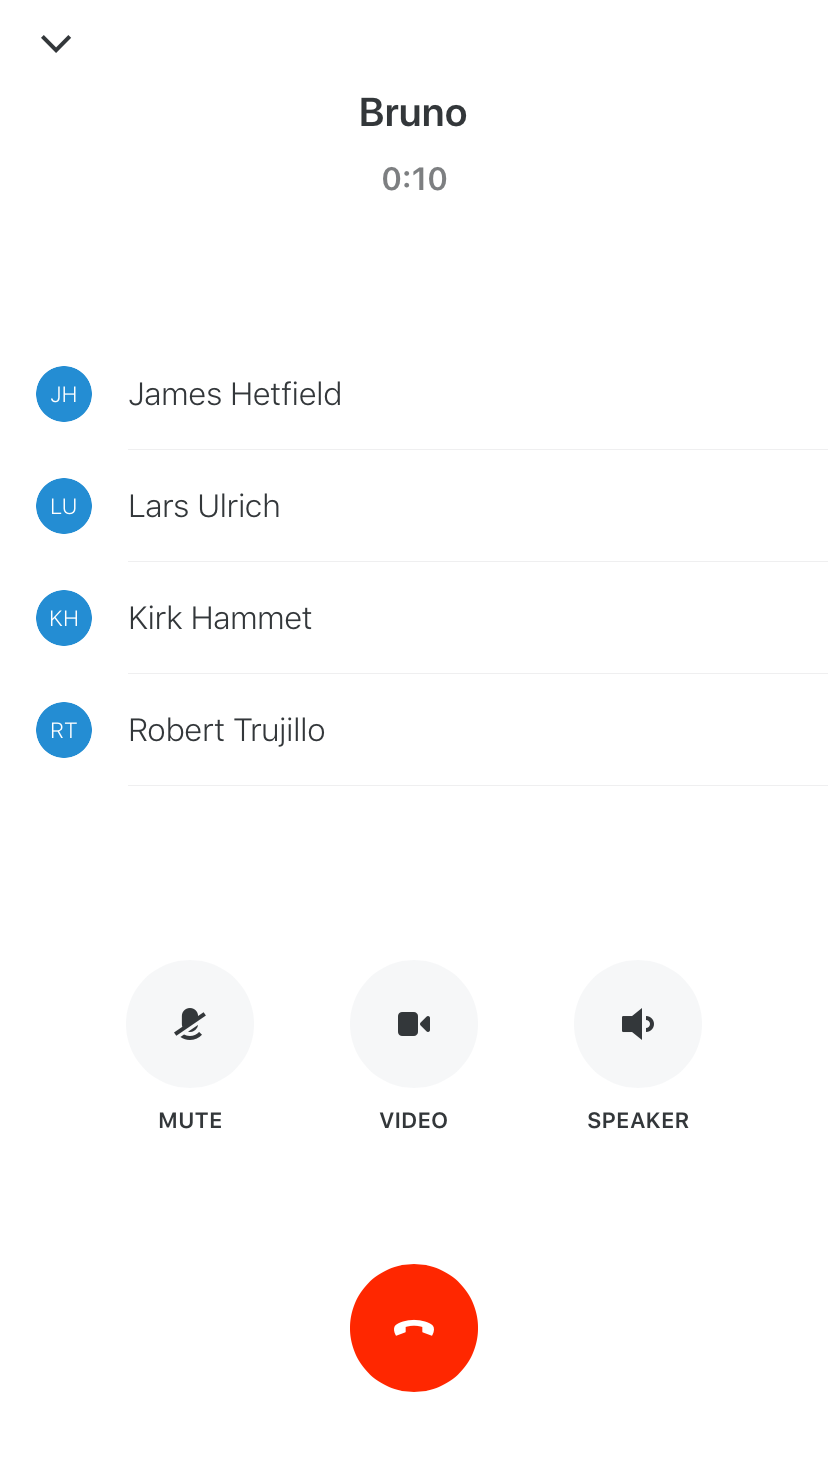 Bruno
0:10
JH James Hetfield
LU Lars Ulrich
KH Kirk Hammet
RT Robert Trujillo
MUTE VIDEO SPEAKER